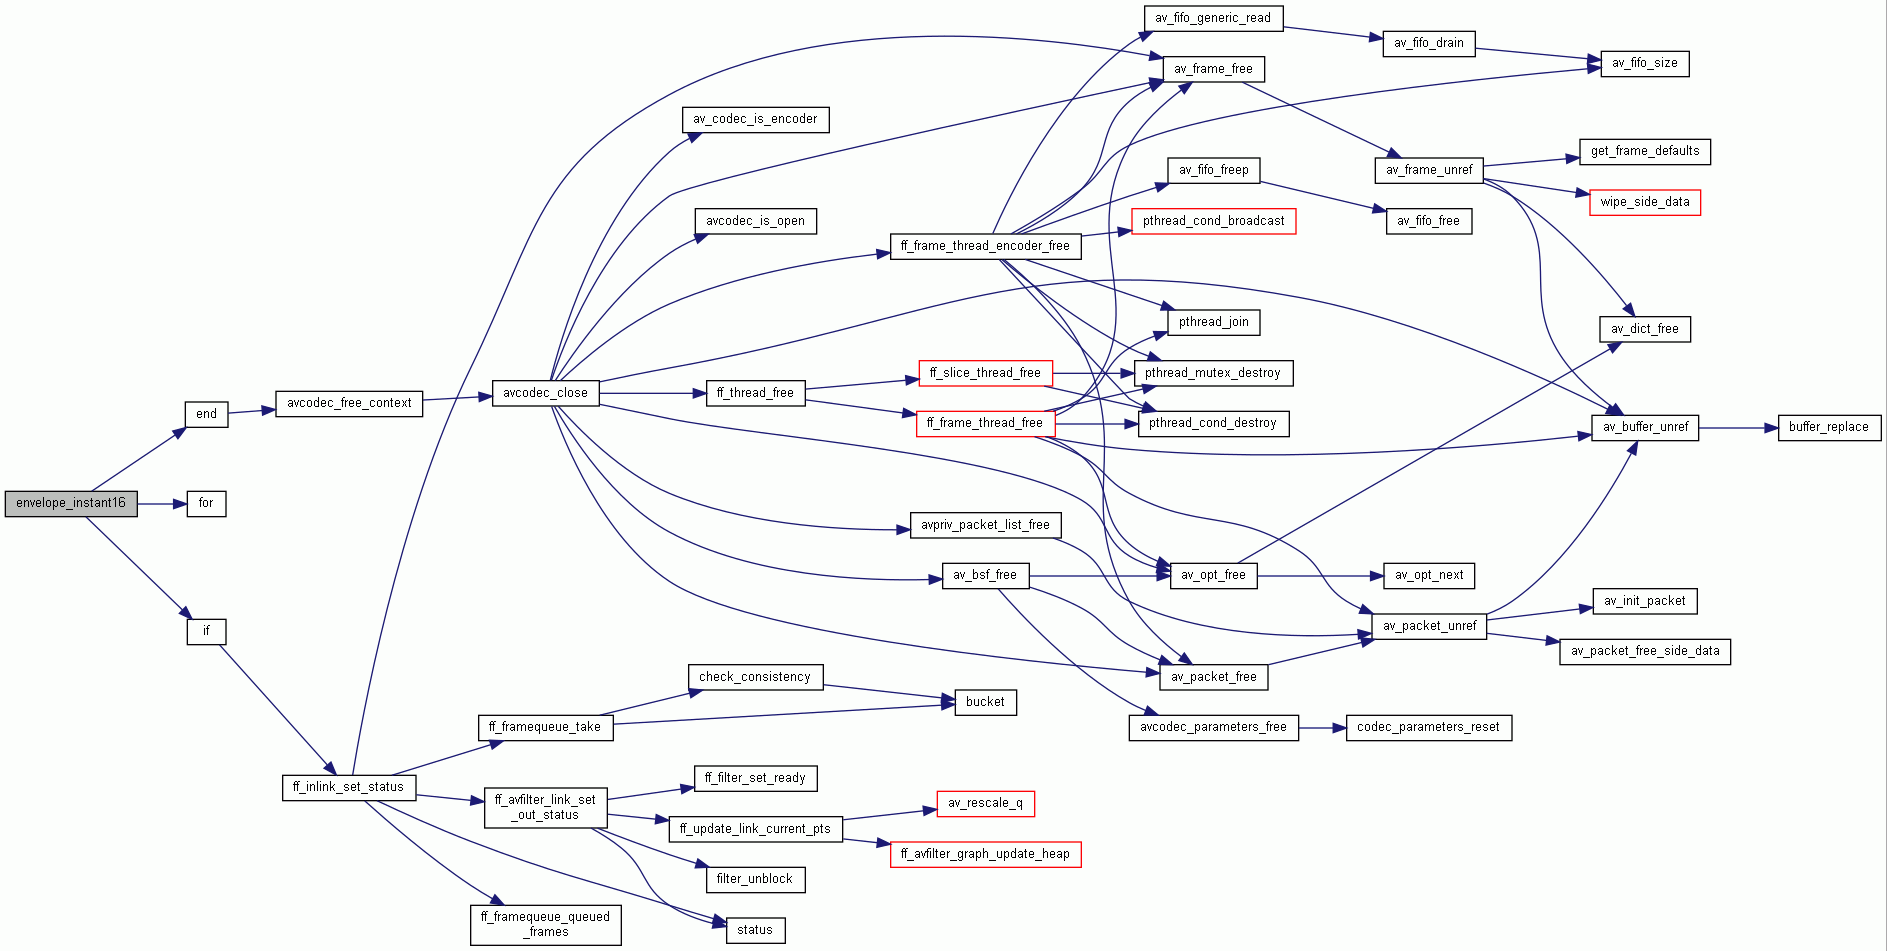 av_fifo_generic_read
av_fifo_drain
av_fifo_size
av_frame_free
av_codec_is_encoder
get_frame_defaults
av_fifo_freep
av_frame_unref
wipe_side_data
avcodec_is_open
pthread_cond_broadcast
av_fifo_free
ff_frame_thread_encoder_free
pthread_join
av_dict_free
ff_slice_thread_free
pthread_mutex_destroy
avcodec_close
ff_thread_free
avcodec_free_context
end
ff_frame_thread_free
pthread_cond_destroy
av_buffer_unref
buffer_replace
envelope_instant16
for
avpriv_packet_list_free
av_bsf_free
av_opt_free
av_opt_next
av_init_packet
if
av_packet_unref
av_packet_free_side_data
check_consistency
av_packet_free
bucket
ff_framequeue_take
avcodec_parameters_free
codec_parameters_reset
ff_inlink_set_status
ff_filter_set_ready
ff_avfilter_link_set
_out_status
av_rescale_q
ff_update_link_current_pts
ff_avfilter_graph_update_heap
filter_unblock
ff_framequeue_queued
_frames
status